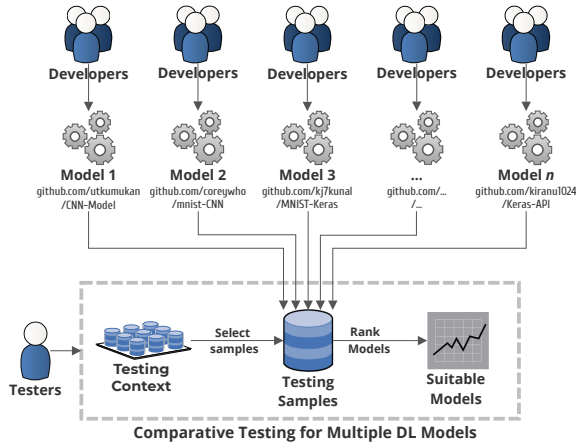 Developers Developers Developers Developers Developers
Model 1 Model 2 Model 3 ... Model n
github.com/utkumukan github.com/coreywho github.com/kj7kunal github.com/... github.com/kiranu1024
/CNN-Model /mnist-CNN /MNIST-Keras /... /Keras-API
Select samples
Rank Models
Testers
Testing Context
Testing Samples
Suitable Models
Comparative Testing for Multiple DL Models